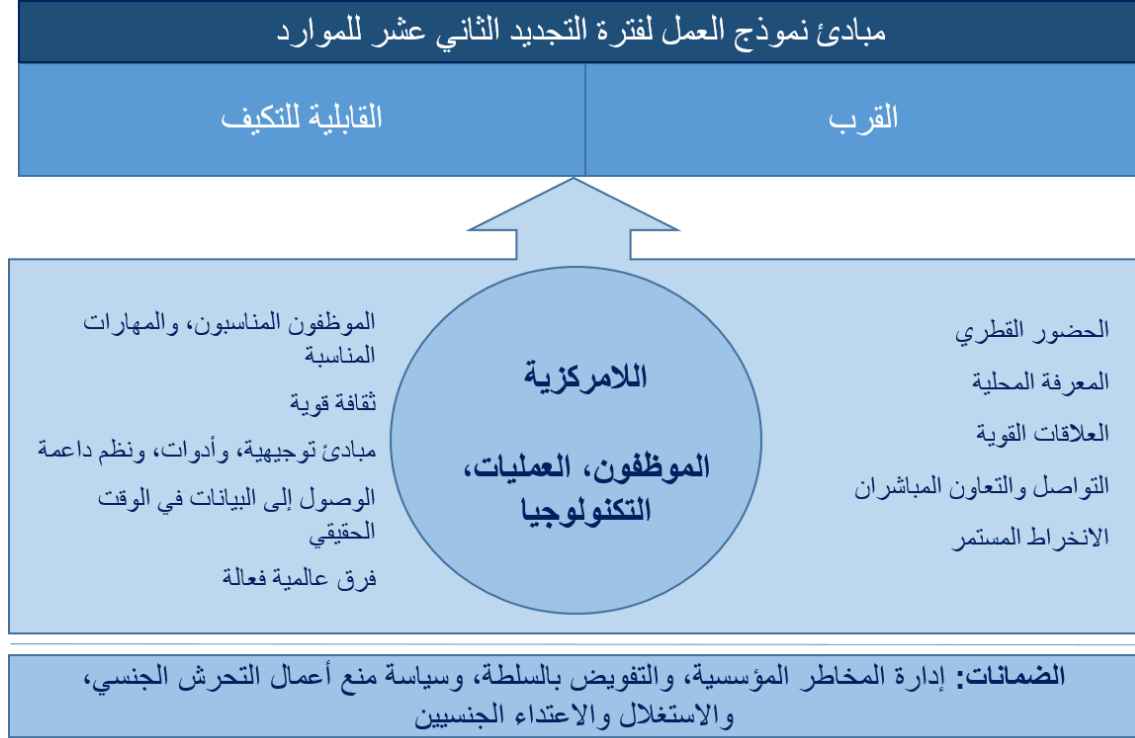 مبادئ نموذج العمل لفترة التجديد الثاني عشر للموارد
القرب
القابلية للتكيف
الحضور القطري
المعرفة المحلية
العلاقات القوية
التواصل والتعاون المباشران
الانخراط المستمر
اللامركزية
الموظفون، العمليات،
التكنولوجيا
الموظفون المناسبون، والمهارات
المناسبة
ثقافة قوية
مبادئ توجيهية، وأدوات، ونظم داعمة
الوصول إلى البيانات في الوقت
الحقيقي
فرق عالمية فعالة
الضمانات: إدارة المخاطر المؤسسية، والتفويض بالسلطة، وسياسة منع أعمال التحرش الجنسي،
والاستغلال والاعتداء الجنسيين